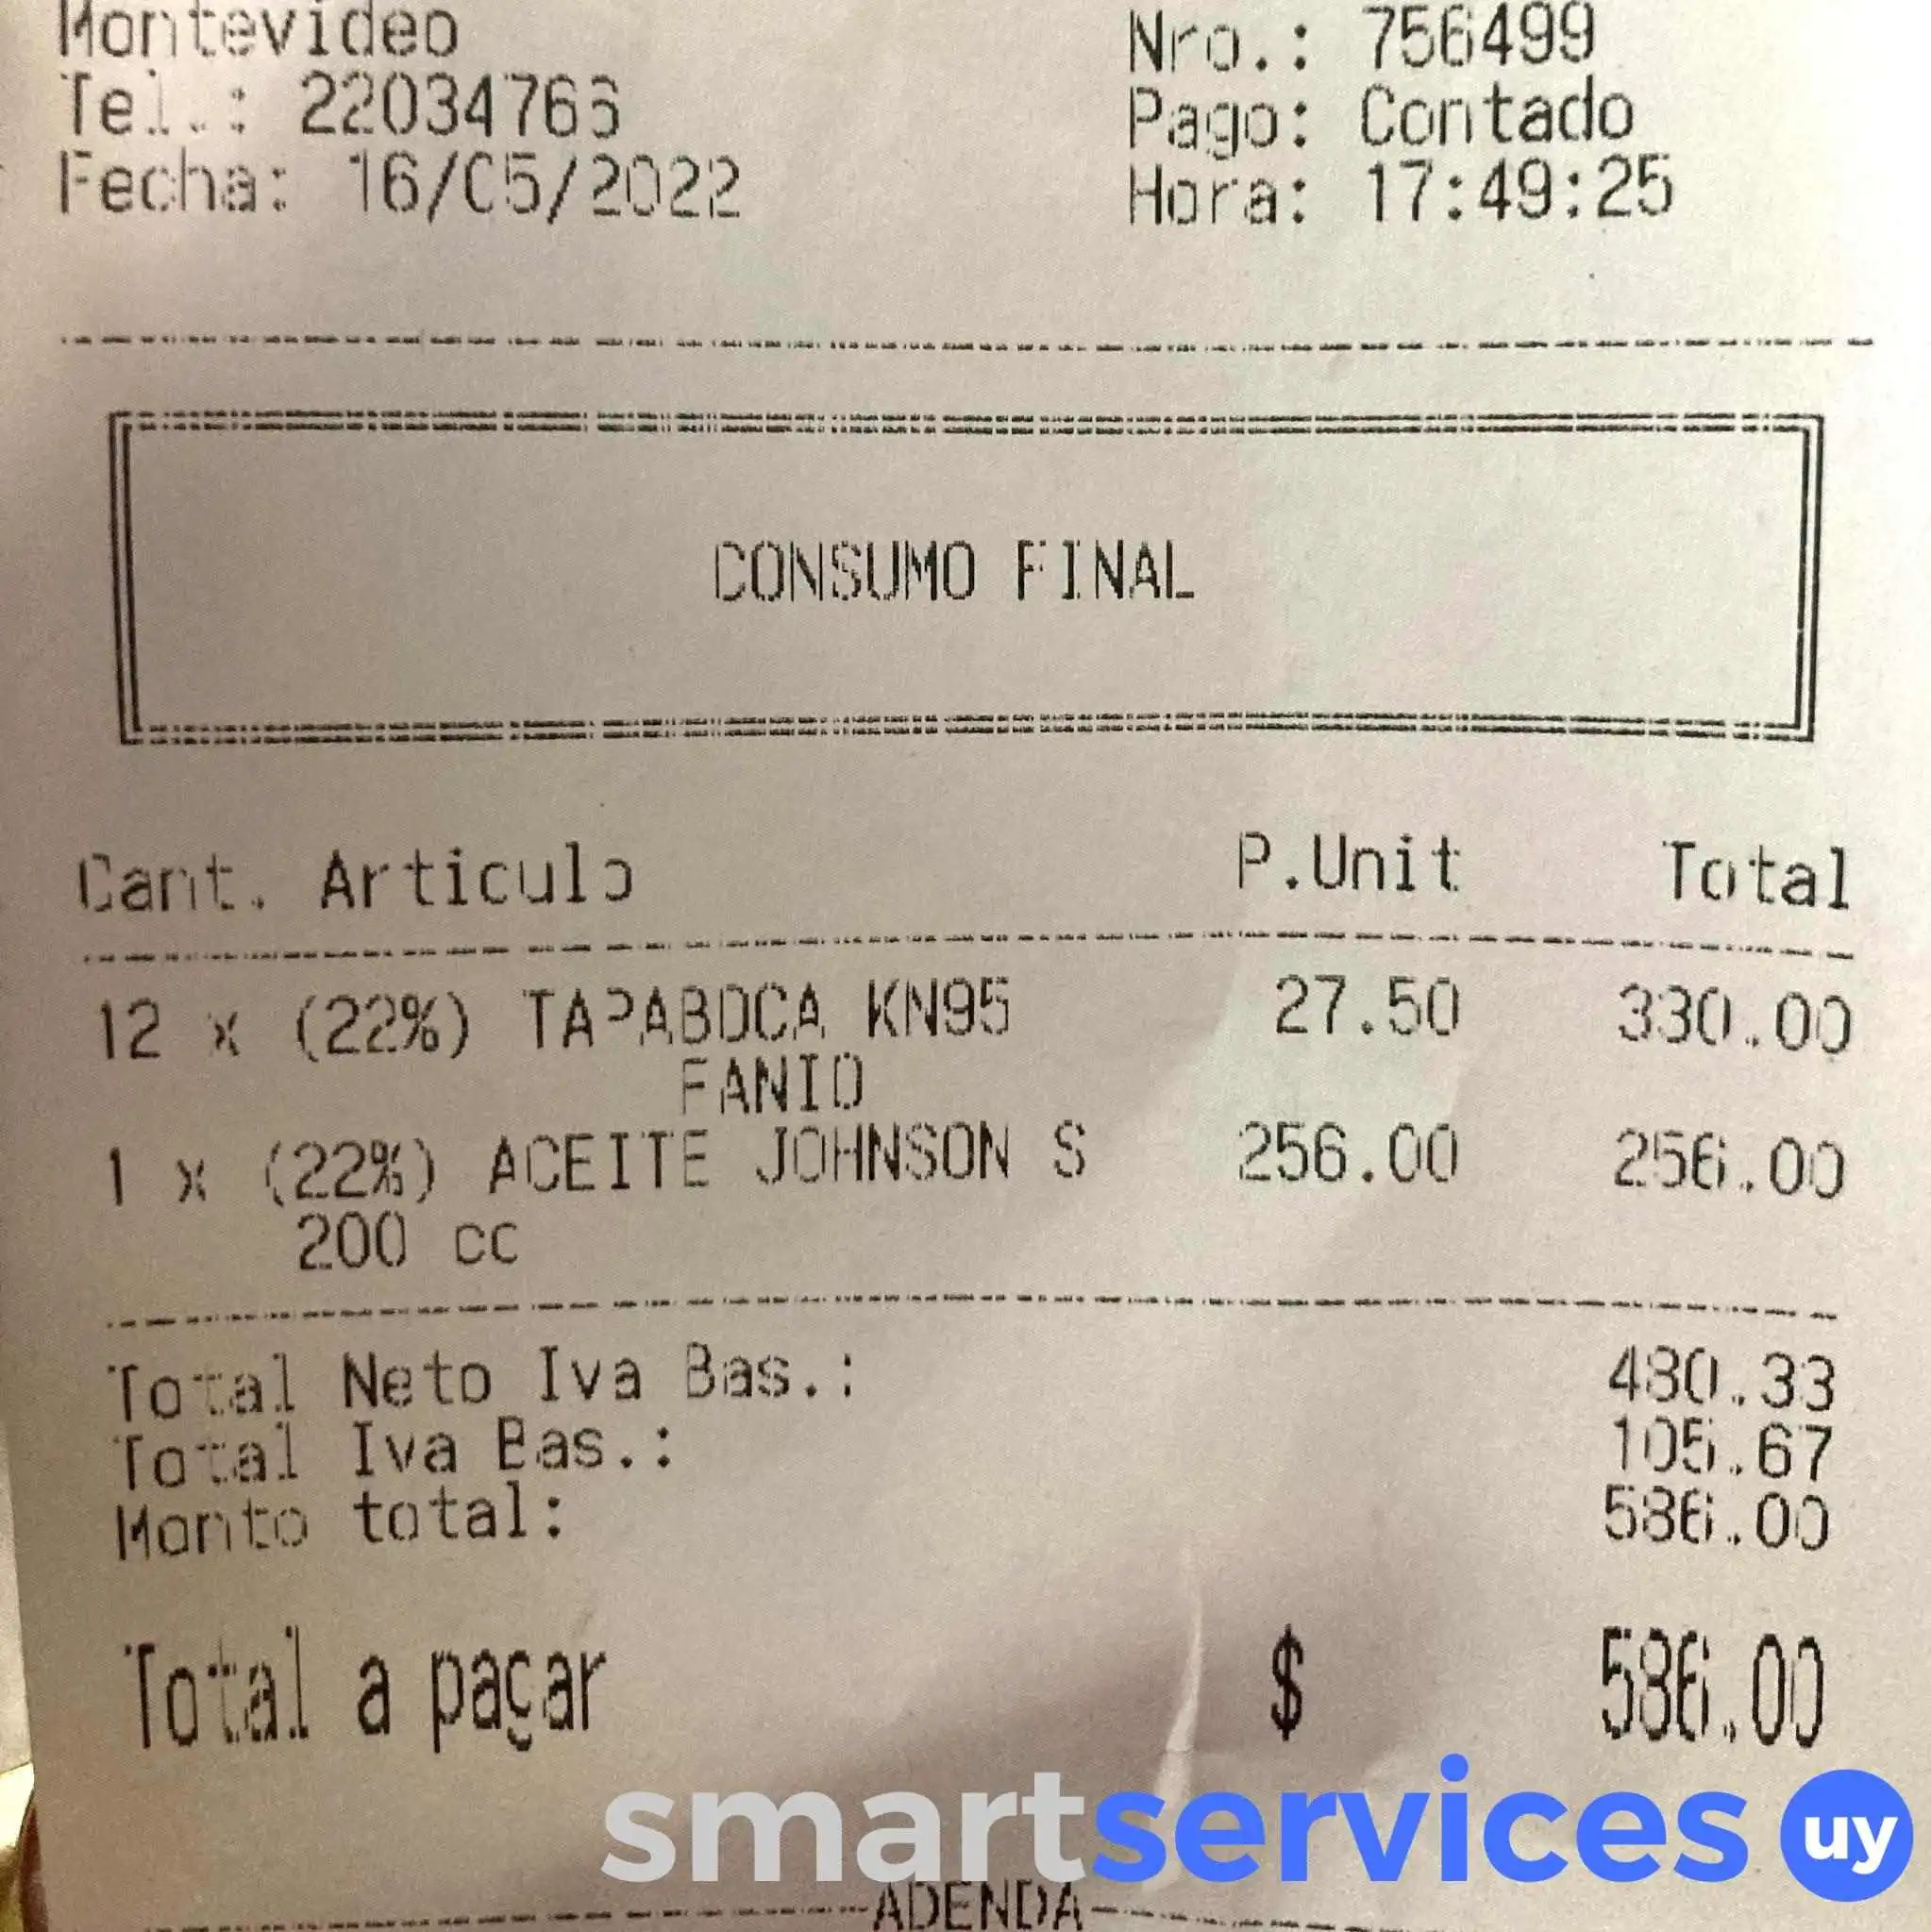 Montevideo
Nro.: 756499
Tel.: 22034766
Pago: Contado
Fecha: 16/05/2022
Hora: 17:49:25
CONSUMO FINAL
Cant. Articulo P.Unit Total
12 x (22%) TAPABOCA KN95 27.50 330.00
FANIO
1 x (22%) ACEITE JOHNSON S 256.00 256.00
200 cc
Total Neto Iva Bas.: 480.33
Total Iva Bas.: 105.67
Monto total: 586.00
Total a pagar $ 586.00
smartservices uy
ADENDA